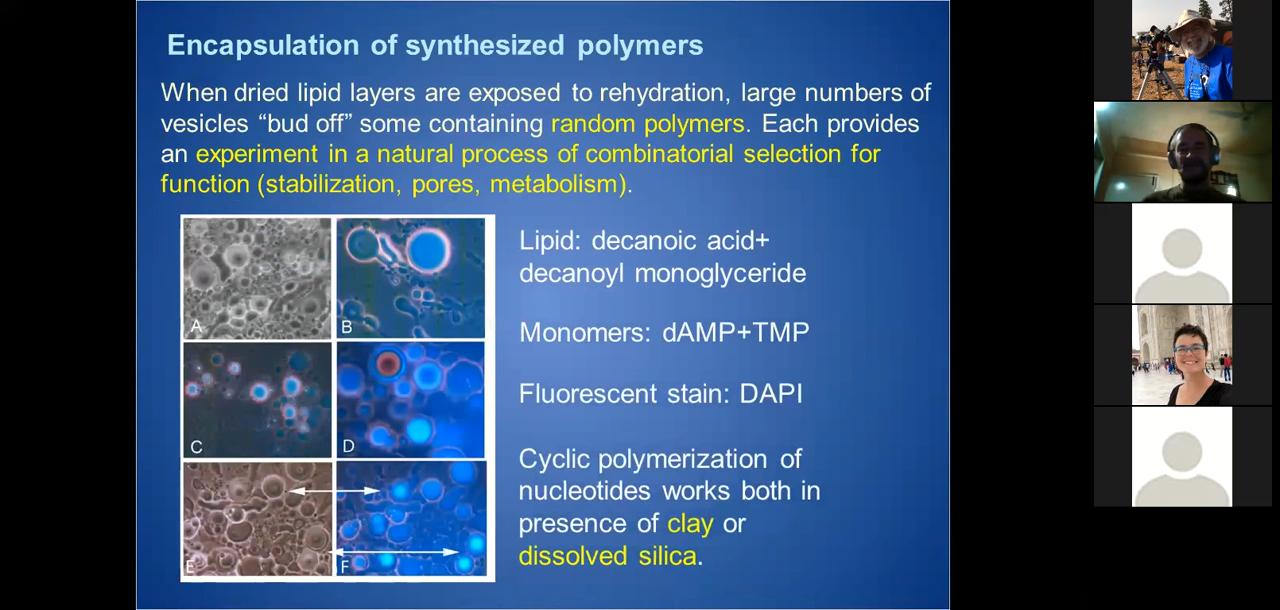 Encapsulation of synthesized polymers
When dried lipid layers are exposed to rehydration, large numbers of
vesicles “bud off” some containing random polymers. Each provides
an experiment in a natural process of combinatorial selection for
function (stabilization, pores, metabolism).
A
B
C
D
E
F
Lipid: decanoic acid+
decanoyl monoglyceride
Monomers: dAMP+TMP
Fluorescent stain: DAPI
Cyclic polymerization of
nucleotides works both in
presence of clay or
dissolved silica.